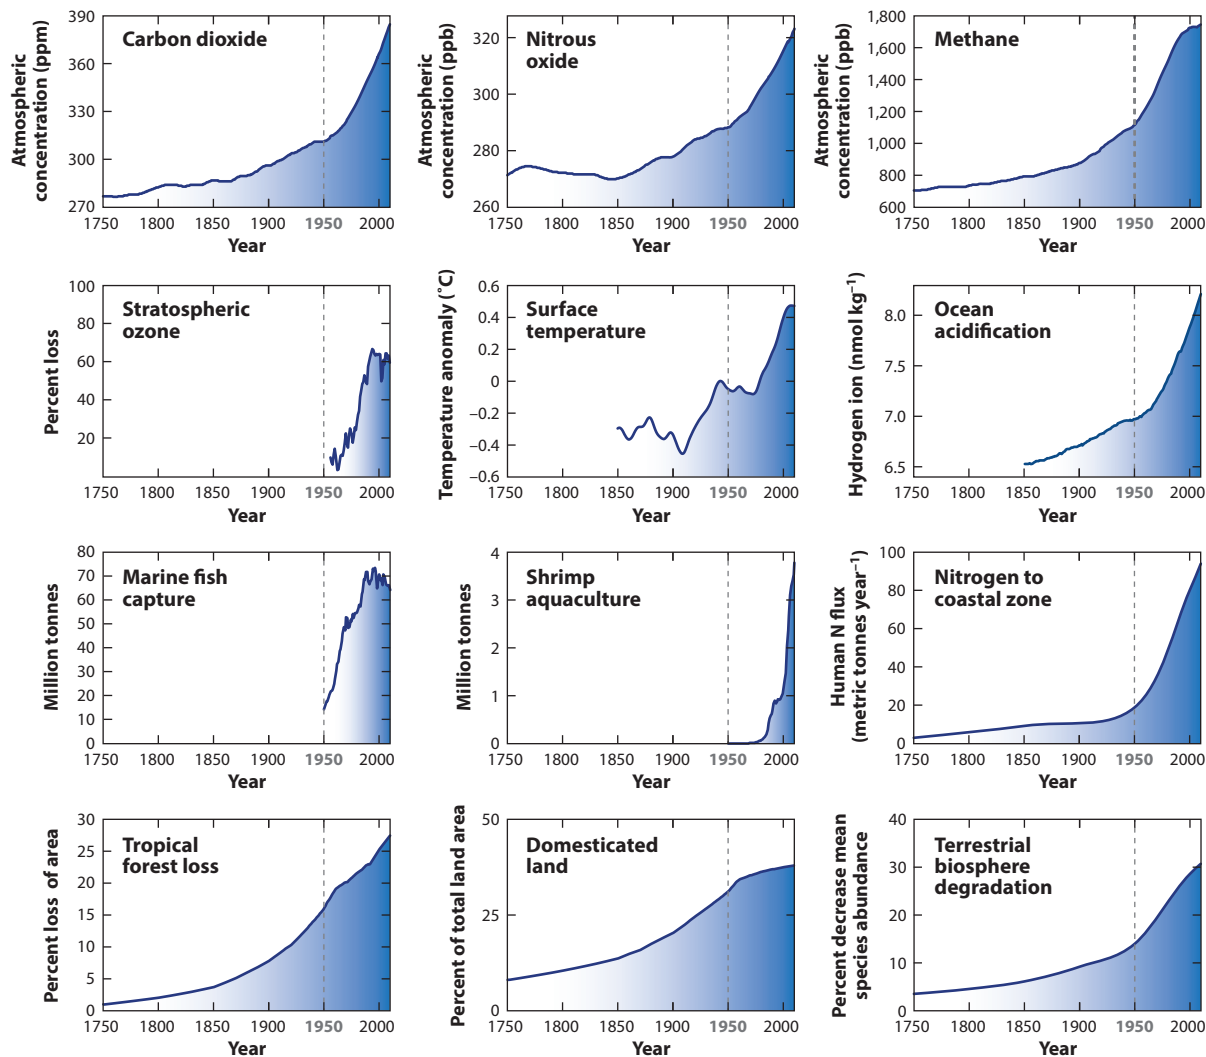 Carbon dioxide
Atmospheric
concentration (ppm)
390
360
330
300
270
1750 1800 1850 1900 1950 2000
Year
Nitrous
oxide
Atmospheric
concentration (ppb)
320
300
280
260
1750 1800 1850 1900 1950 2000
Year
Methane
Atmospheric
concentration (ppb)
1,800
1,600
1,400
1,200
1,000
800
600
1750 1800 1850 1900 1950 2000
Year
Stratospheric
ozone
Percent loss
100
80
60
40
20
1750 1800 1850 1900 1950 2000
Year
Surface
temperature
Temperature anomaly (˚C)
0.6
0.4
0.2
0
–0.2
–0.4
–0.6
1750 1800 1850 1900 1950 2000
Year
Ocean
acidification
Hydrogen ion (nmol kg⁻¹)
8.0
7.5
7.0
6.5
1750 1800 1850 1900 1950 2000
Year
Marine fish
capture
Million tonnes
80
70
60
50
40
30
20
10
0
1750 1800 1850 1900 1950 2000
Year
Shrimp
aquaculture
Million tonnes
4
3
2
1
0
1750 1800 1850 1900 1950 2000
Year
Nitrogen to
coastal zone
Human N flux
(metric tonnes year⁻¹)
100
80
60
40
20
0
1750 1800 1850 1900 1950 2000
Year
Tropical
forest loss
Percent loss of area
30
25
20
15
10
5
0
1750 1800 1850 1900 1950 2000
Year
Domesticated
land
Percent of total land area
50
25
0
1750 1800 1850 1900 1950 2000
Year
Terrestrial
biosphere
degradation
Percent decrease mean
species abundance
40
30
20
10
0
1750 1800 1850 1900 1950 2000
Year